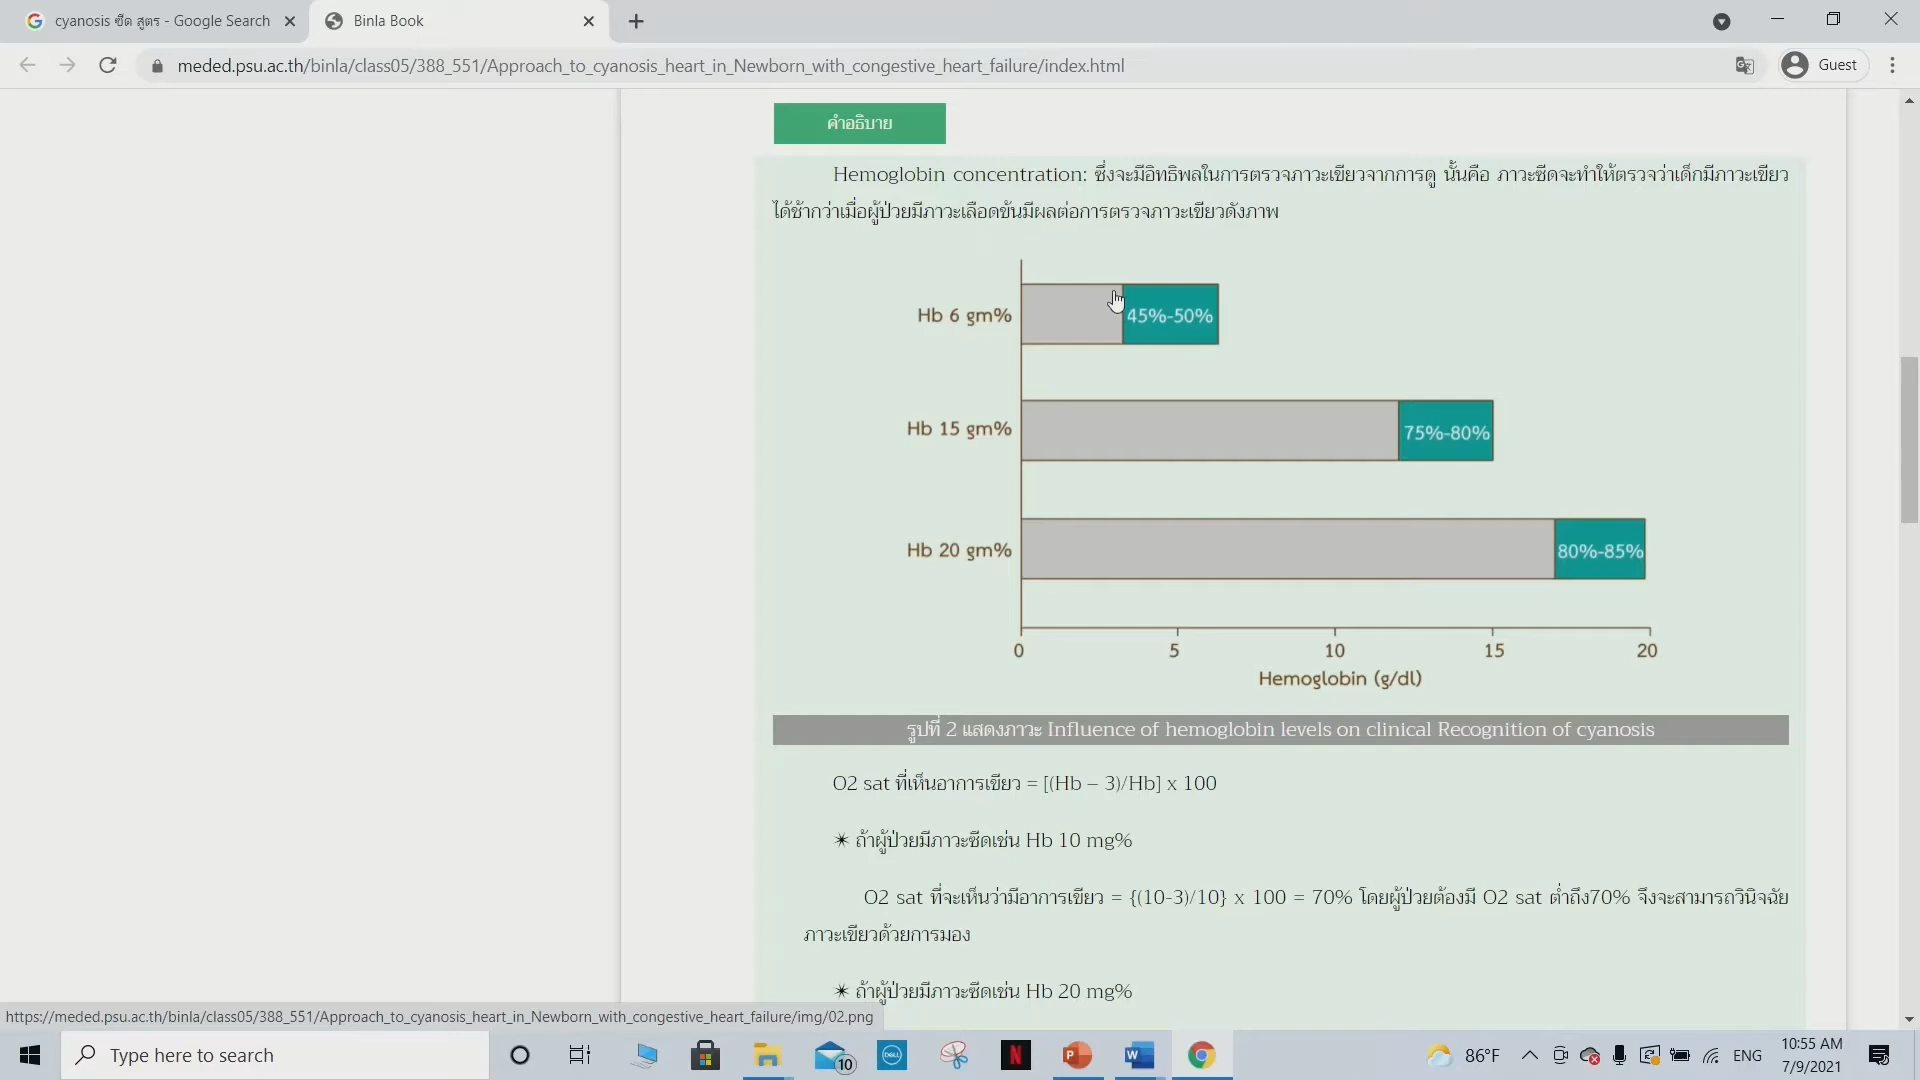 cyanosis ซีด สูตร - Google Search
Binla Book
meded.psu.ac.th/binla/class05/388_551/Approach_to_cyanosis_heart_in_Newborn_with_congestive_heart_failure/index.html
Guest
คำอธิบาย
Hemoglobin concentration: ซึ่งจะมีอิทธิพลในการตรวจภาวะเขียวจากการดู นั้นคือ ภาวะซีดจะทำให้ตรวจว่าเด็กมีภาวะเขียว
ได้ช้ากว่าเมื่อผู้ป่วยมีภาวะเลือดข้นมีผลต่อการตรวจภาวะเขียวดังภาพ
Hb 6 gm%
45%-50%
Hb 15 gm%
75%-80%
Hb 20 gm%
80%-85%
0 5 10 15 20
Hemoglobin (g/dl)
รูปที่ 2 แสดงภาวะ Influence of hemoglobin levels on clinical Recognition of cyanosis
O2 sat ที่เห็นอาการเขียว = [(Hb – 3)/Hb] x 100
✶ ถ้าผู้ป่วยมีภาวะซีดเช่น Hb 10 mg%
O2 sat ที่จะเห็นว่ามีอาการเขียว = {(10-3)/10} x 100 = 70% โดยผู้ป่วยต้องมี O2 sat ต่ำถึง70% จึงจะสามารถวินิจฉัย
ภาวะเขียวด้วยการมอง
✶ ถ้าผู้ป่วยมีภาวะซีดเช่น Hb 20 mg%
https://meded.psu.ac.th/binla/class05/388_551/Approach_to_cyanosis_heart_in_Newborn_with_congestive_heart_failure/img/02.png
Type here to search
10
DELL
N
P
W
86°F
ENG
10:55 AM
7/9/2021